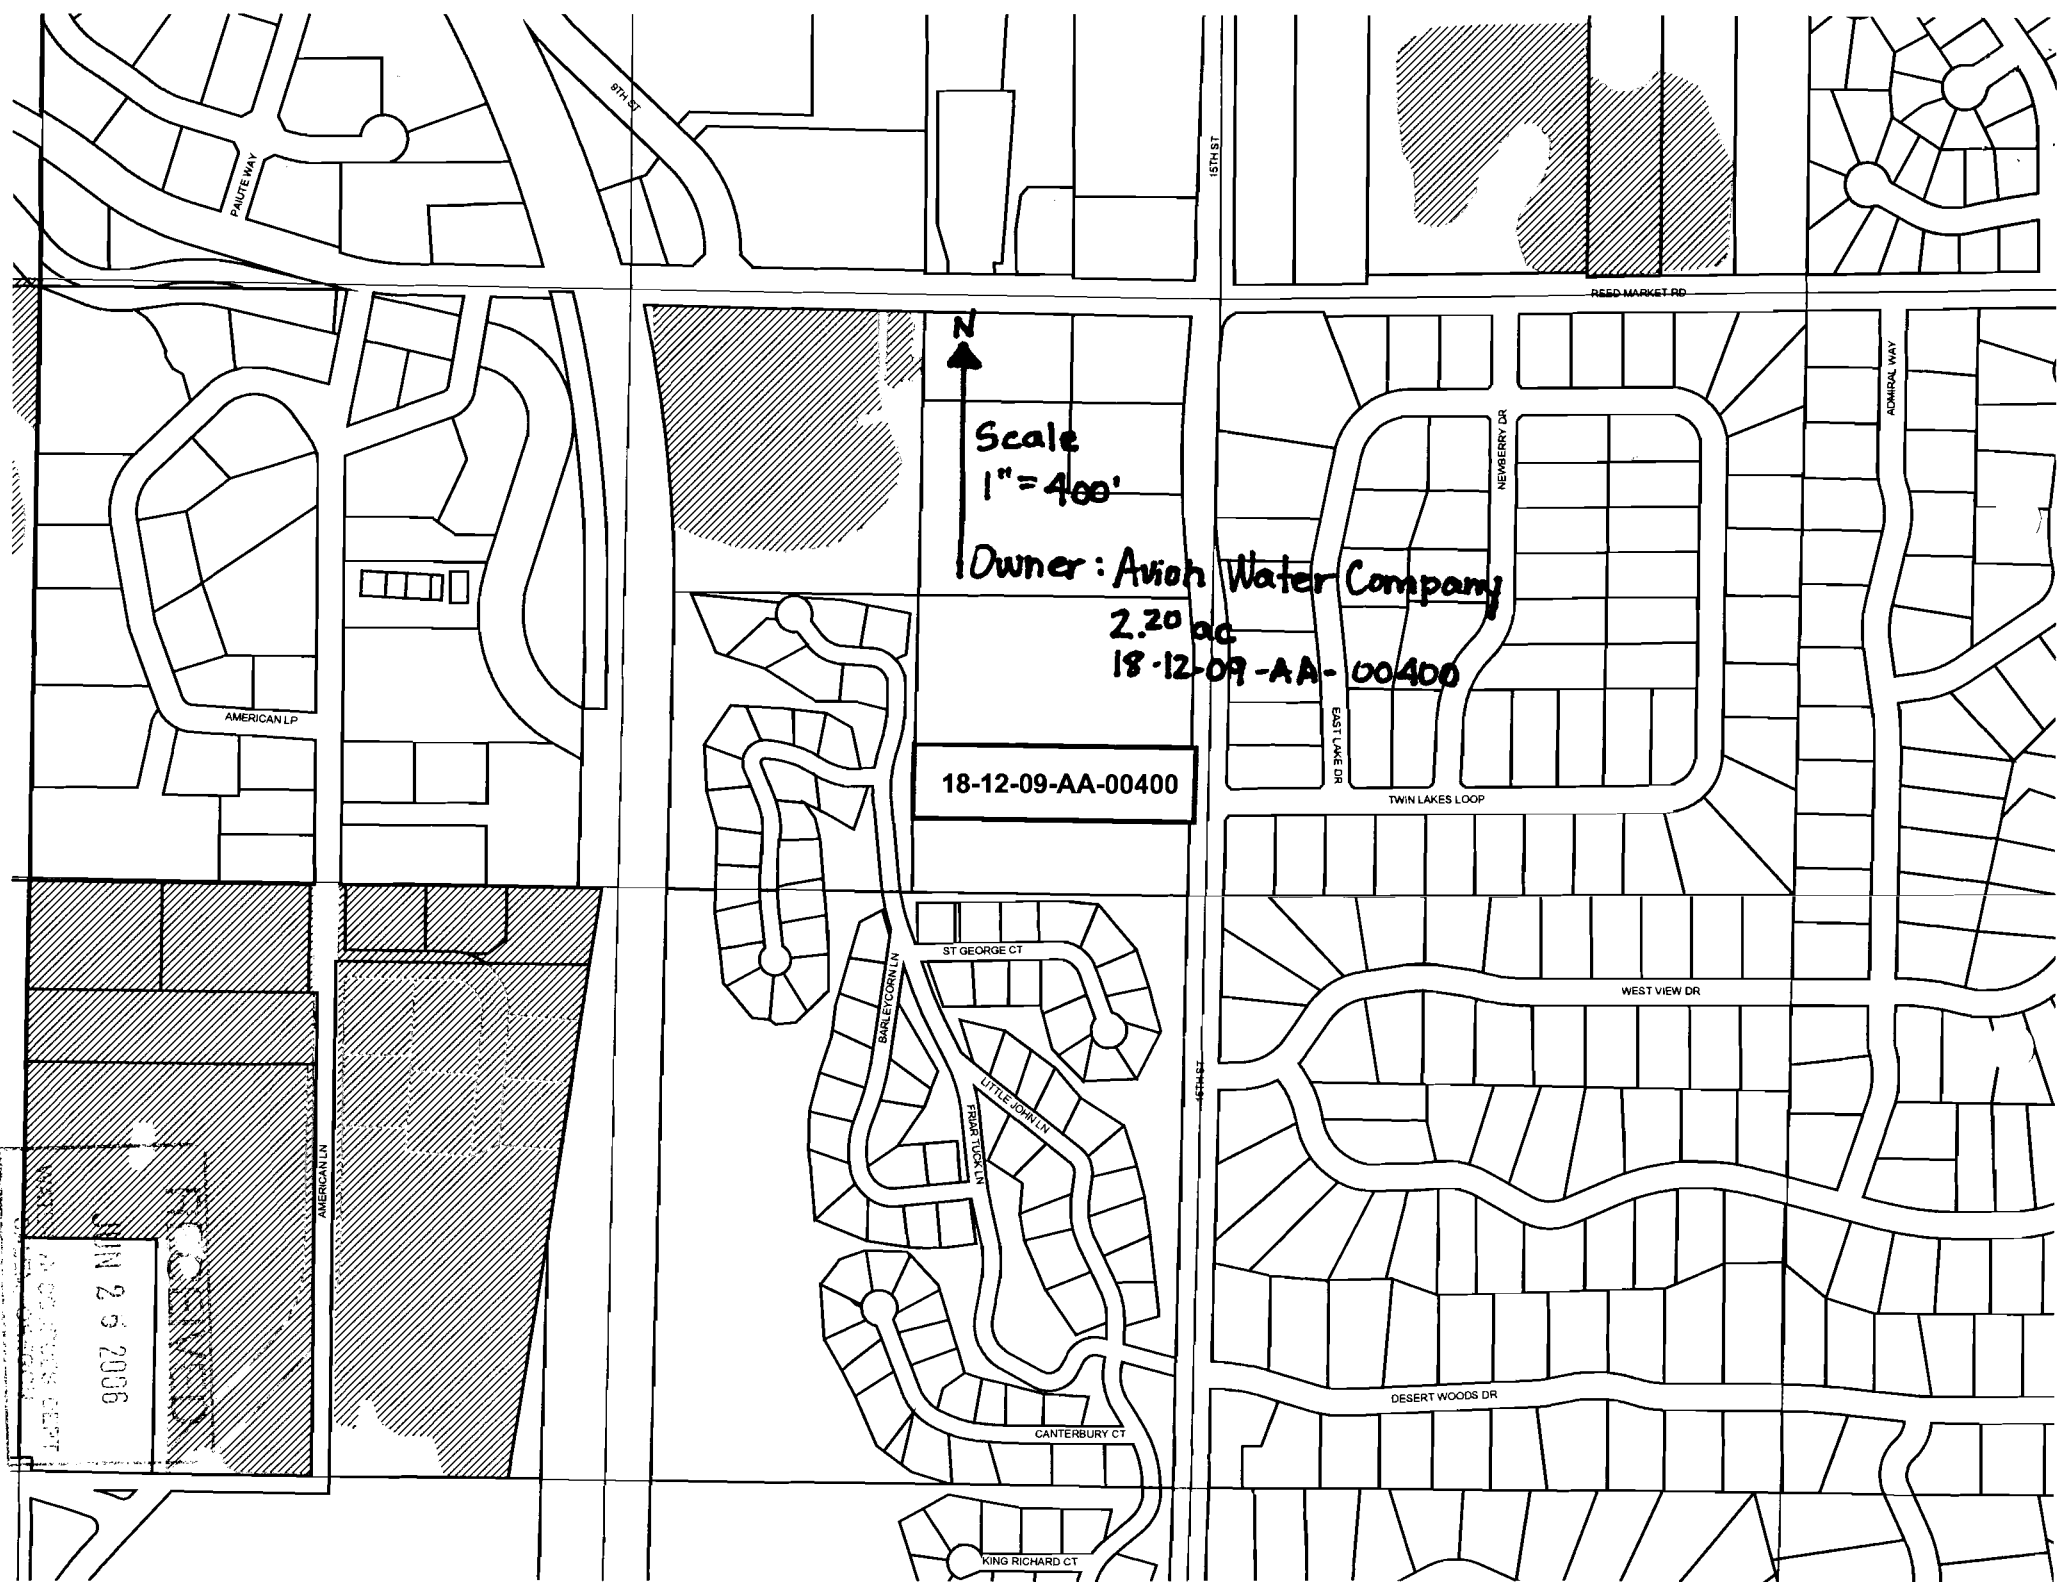 8TH ST
15TH ST
PAIUTE WAY
REED MARKET RD
N
ADMIRAL WAY
Scale
1" = 400'
NEWBERRY DR
Owner: Avion Water Company
2.20 ac
18-12-09-AA-00400
AMERICAN LP
EAST LAKE DR
18-12-09-AA-00400
TWIN LAKES LOOP
ST GEORGE CT
BARLEYCORN LN
WEST VIEW DR
15TH ST
LITTLE JOHN LN
FRIAR TUCK LN
AMERICAN LN
RECEIVED
JUN 26 2006
DESERT WOODS DR
CANTERBURY CT
KING RICHARD CT